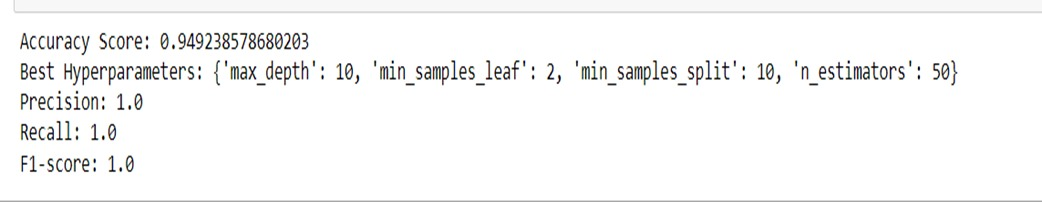 Accuracy Score: 0.949238578680203
Best Hyperparameters: {'max_depth': 10, 'min_samples_leaf': 2, 'min_samples_split': 10, 'n_estimators': 50}
Precision: 1.0
Recall: 1.0
F1-score: 1.0